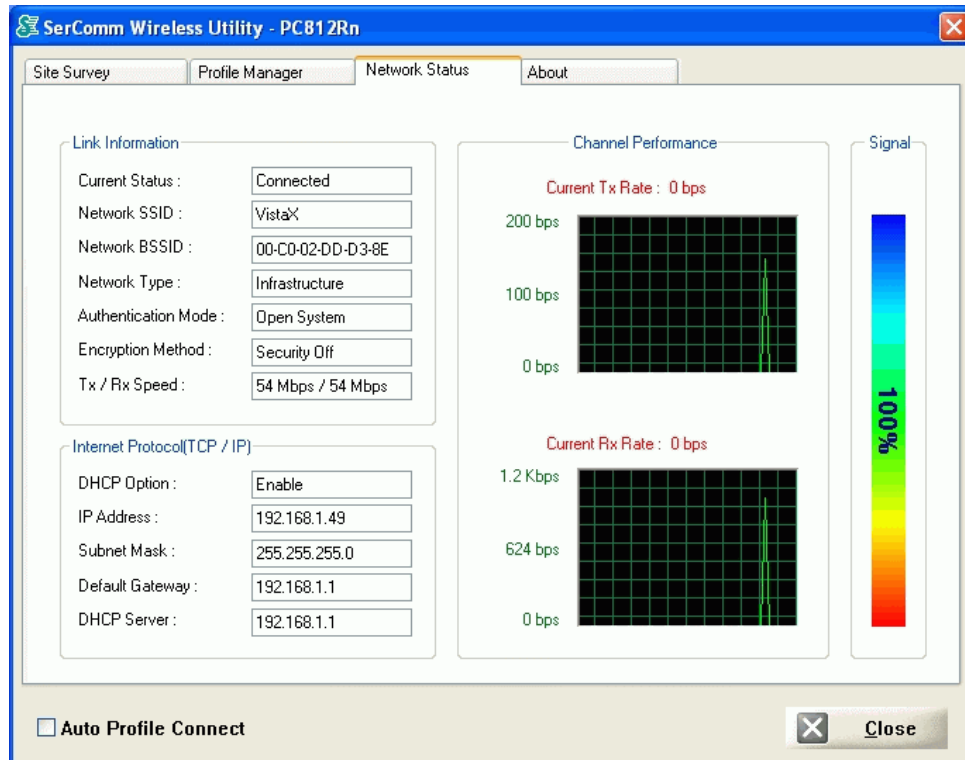 SerComm Wireless Utility - PC812Rn
Site Survey
Profile Manager
Network Status
About
Link Information
Current Status : Connected
Network SSID : VistaX
Network BSSID : 00-C0-02-DD-D3-8E
Network Type : Infrastructure
Authentication Mode : Open System
Encryption Method : Security Off
Tx / Rx Speed : 54 Mbps / 54 Mbps
Internet Protocol(TCP / IP)
DHCP Option : Enable
IP Address : 192.168.1.49
Subnet Mask : 255.255.255.0
Default Gateway : 192.168.1.1
DHCP Server : 192.168.1.1
Channel Performance
Current Tx Rate : 0 bps
200 bps
100 bps
0 bps
Current Rx Rate : 0 bps
1.2 Kbps
624 bps
0 bps
Signal
100%
Auto Profile Connect
Close